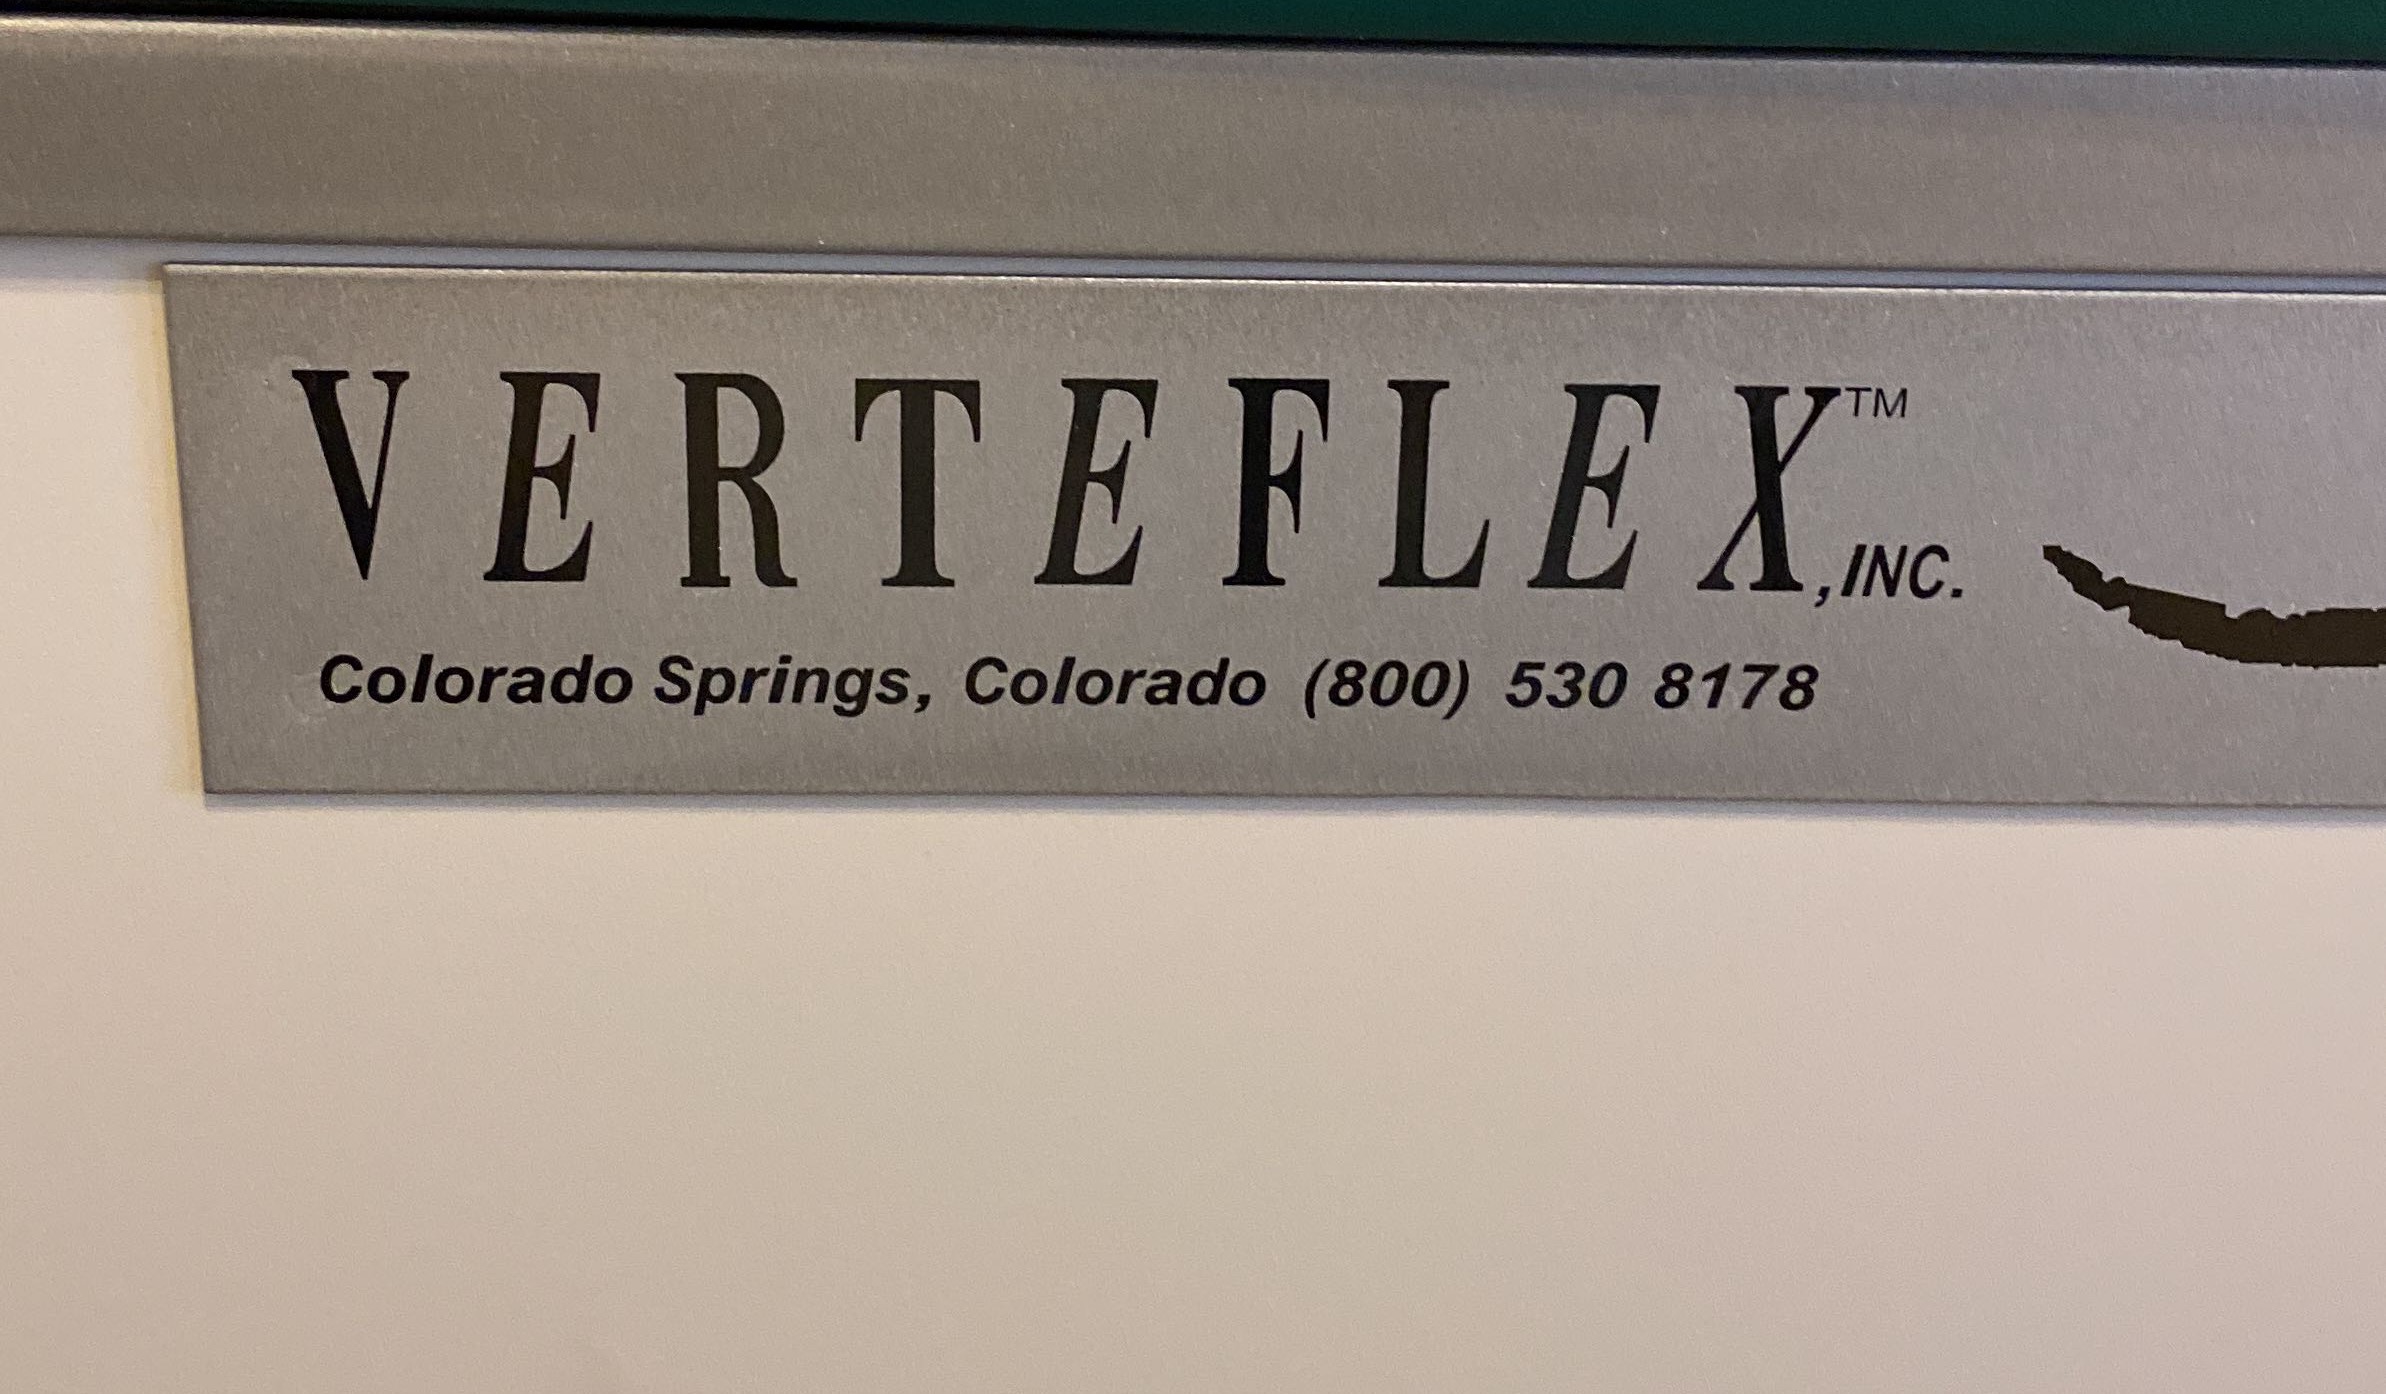 VERTEFLEX™, INC.
Colorado Springs, Colorado (800) 530 8178